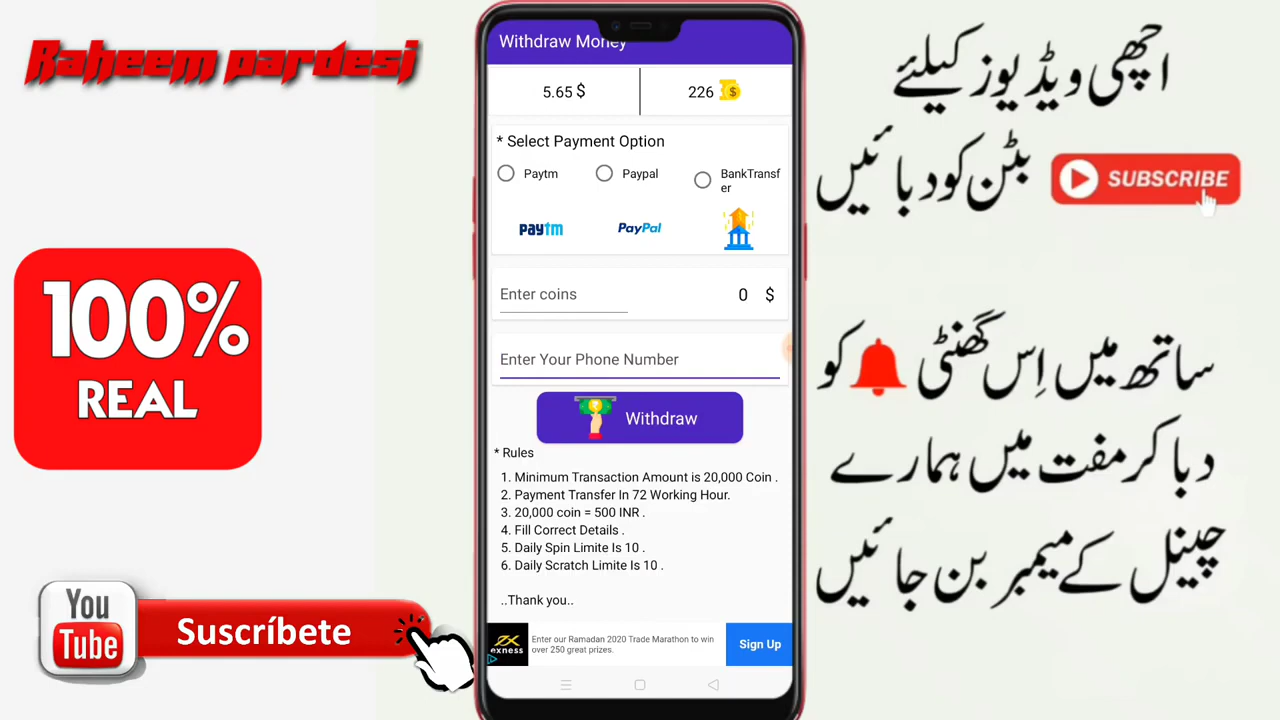 Raheem pardesi
100%
REAL
You
Tube
Suscríbete
Withdraw Money
5.65 $
226 $
* Select Payment Option
Paytm
Paypal
BankTransf
er
paytm
PayPal
Enter coins
0 $
Enter Your Phone Number
Withdraw
* Rules
1. Minimum Transaction Amount is 20,000 Coin .
2. Payment Transfer In 72 Working Hour.
3. 20,000 coin = 500 INR .
4. Fill Correct Details .
5. Daily Spin Limite Is 10 .
6. Daily Scratch Limite Is 10 .
..Thank you..
exness
Enter our Ramadan 2020 Trade Marathon to win
over 250 great prizes.
Sign Up
اچھی ویڈیوز کیلئے
بٹن کو دبائیں
SUBSCRIBE
ساتھ میں اِس گھنٹی کو
دبا کر مفت میں ہمارے
چینل کے میمبر بن جائیں